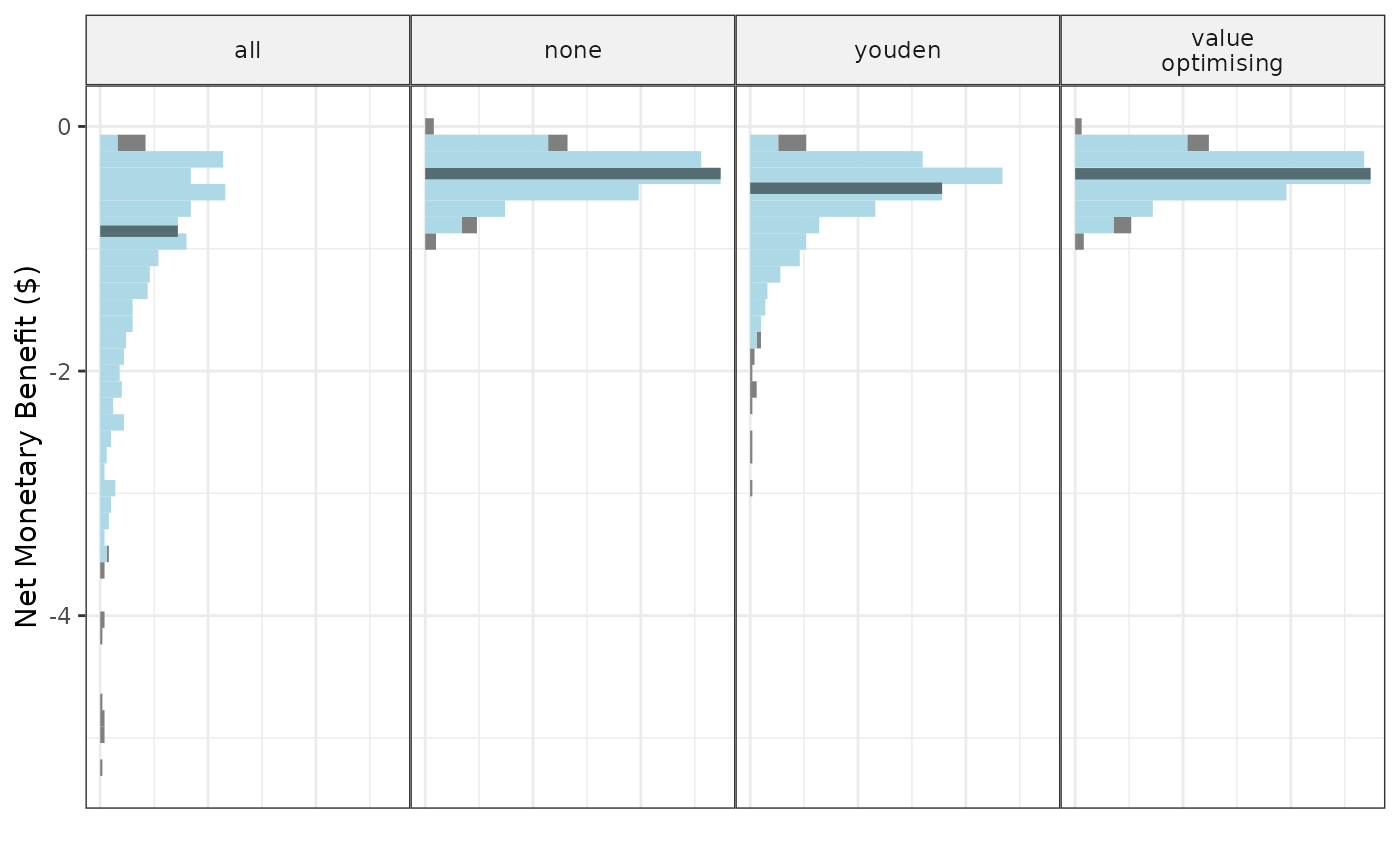 all
none
youden
value
optimising
Net Monetary Benefit ($)
0
-2
-4